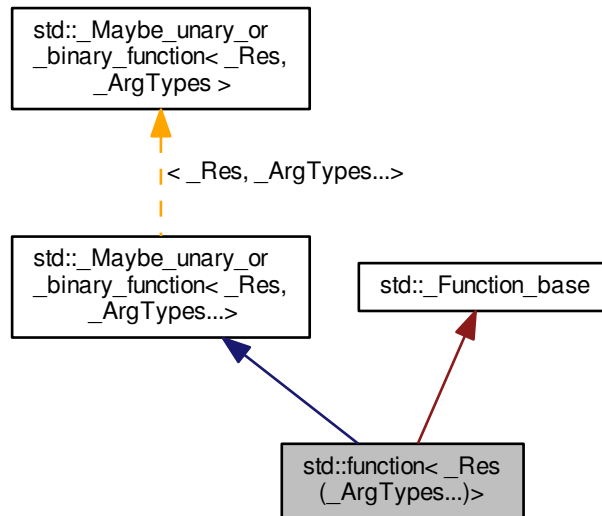 std::_Maybe_unary_or
_binary_function< _Res,
_ArgTypes >
< _Res, _ArgTypes...>
std::_Maybe_unary_or
_binary_function< _Res,
_ArgTypes...>
std::_Function_base
std::function< _Res
(_ArgTypes...)>